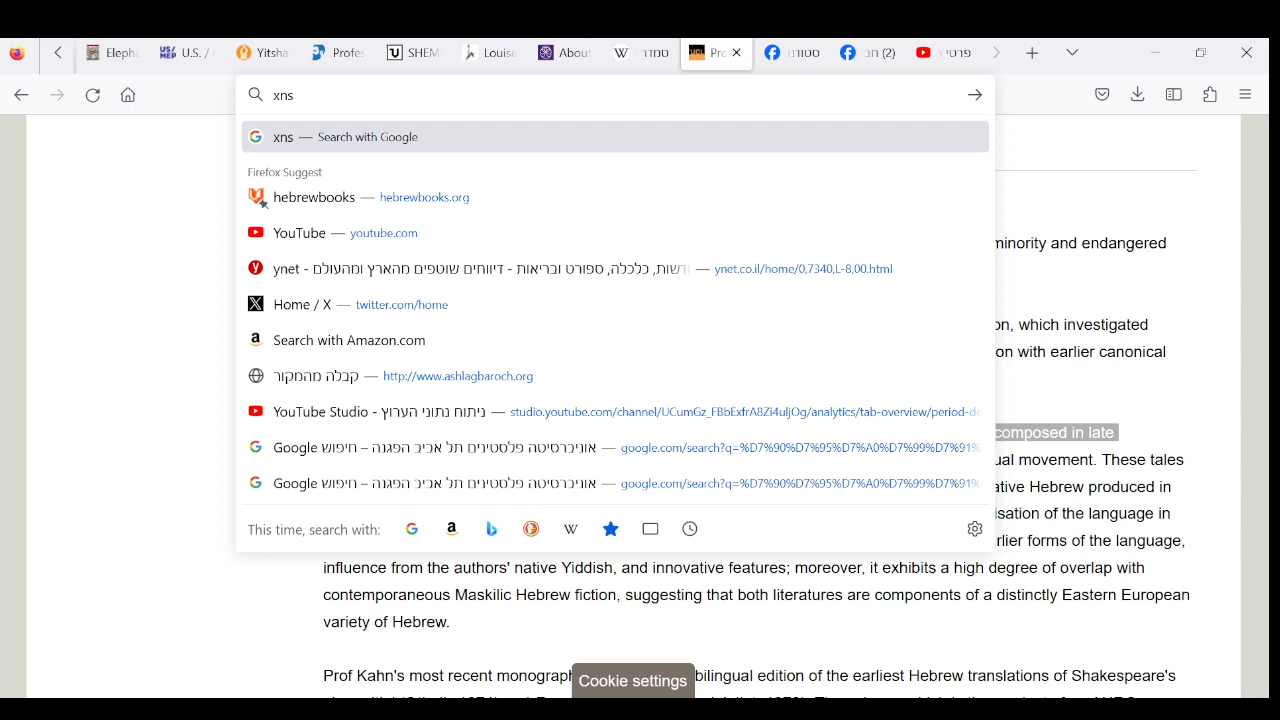 Eleph
U.S. /
Yitsha
Profes
SHEM
Louise
About
סמדר
Pro
סטודנ
(2) חב
פרטי ו
xns
xns — Search with Google
Firefox Suggest
hebrewbooks — hebrewbooks.org
YouTube — youtube.com
ynet - חדשות, כלכלה, ספורט ובריאות - דיווחים שוטפים מהארץ ומהעולם — ynet.co.il/home/0,7340,L-8,00.html
Home / X — twitter.com/home
Search with Amazon.com
קבלה מהמקור — http://www.ashlagbaroch.org
YouTube Studio - ניתוח נתוני הערוץ — studio.youtube.com/channel/UCumGz_FBbExfrA8Zi4uljOg/analytics/tab-overview/period-de
אוניברסיטה פלסטינים תל אביב הפגנה – חיפוש Google — google.com/search?q=%D7%90%D7%95%D7%A0%D7%99%D7%91%
אוניברסיטה פלסטינים תל אביב הפגנה – חיפוש Google — google.com/search?q=%D7%90%D7%95%D7%A0%D7%99%D7%91%
This time, search with:
minority and endangered
on, which investigated
on with earlier canonical
composed in late
ual movement. These tales
ative Hebrew produced in
isation of the language in
rlier forms of the language,
influence from the authors' native Yiddish, and innovative features; moreover, it exhibits a high degree of overlap with
contemporaneous Maskilic Hebrew fiction, suggesting that both literatures are components of a distinctly Eastern European
variety of Hebrew.
Prof Kahn's most recent monograph bilingual edition of the earliest Hebrew translations of Shakespeare's
Cookie settings